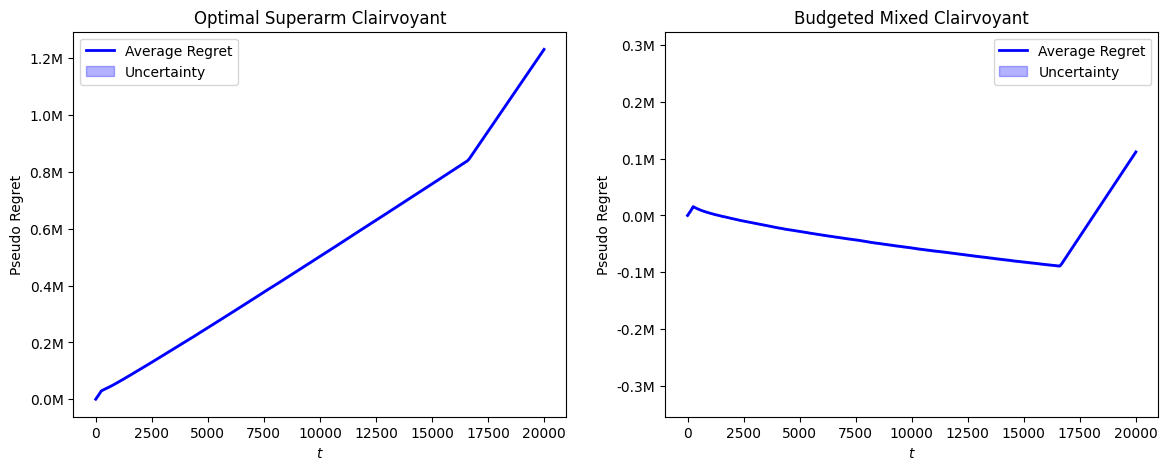 Optimal Superarm Clairvoyant
Average Regret
Uncertainty
1.2M
1.0M
0.8M
0.6M
0.4M
0.2M
0.0M
Pseudo Regret
0 2500 5000 7500 10000 12500 15000 17500 20000
t
Budgeted Mixed Clairvoyant
Average Regret
Uncertainty
0.3M
0.2M
0.1M
0.0M
-0.1M
-0.2M
-0.3M
Pseudo Regret
0 2500 5000 7500 10000 12500 15000 17500 20000
t